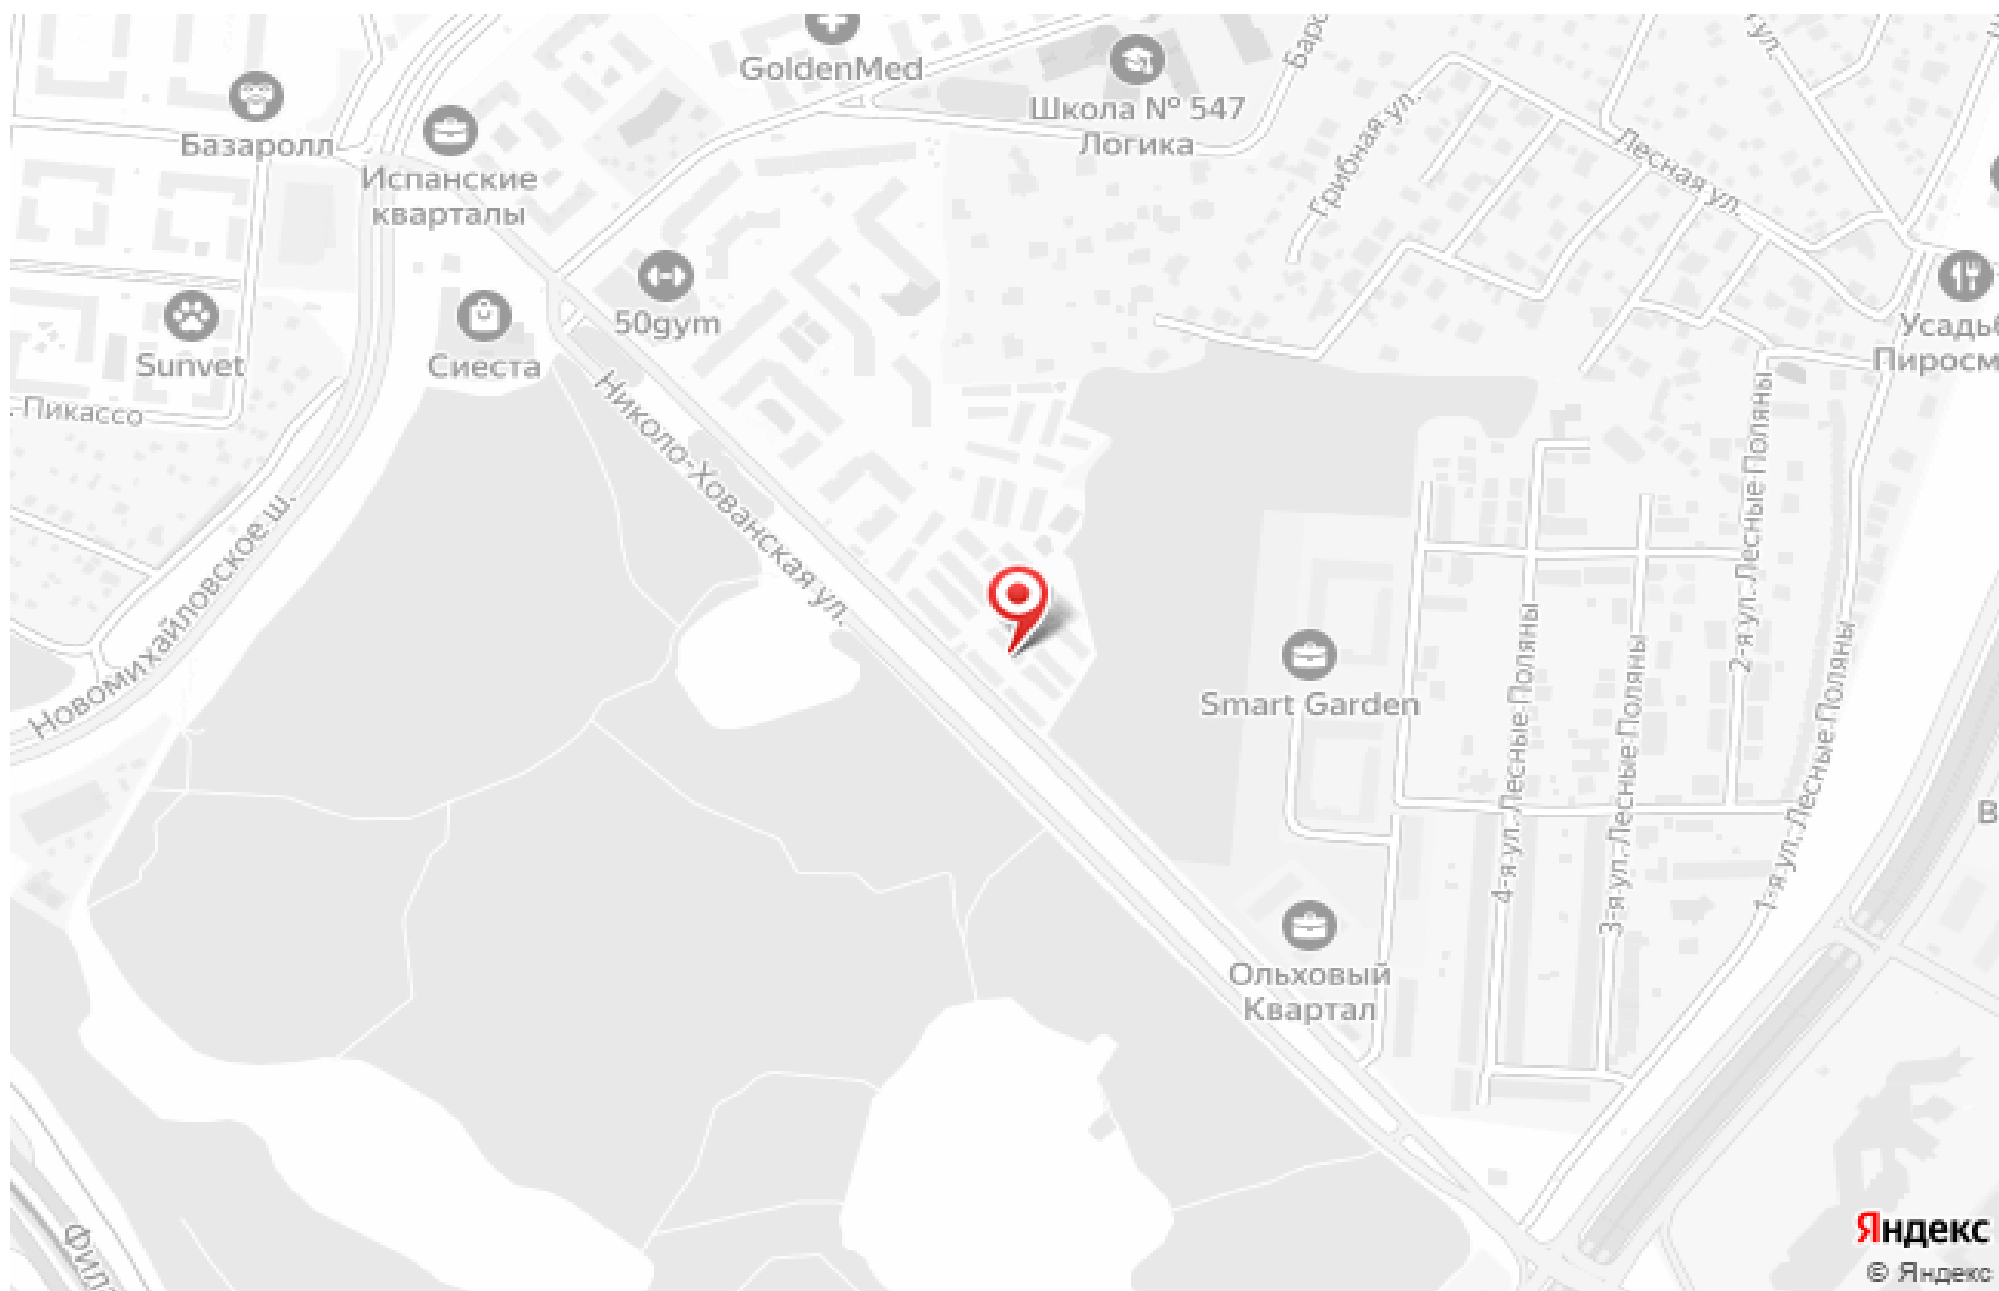 GoldenMed
Школа № 547
Логика
Базаролл
Испанские
кварталы
Грибная ул.
Лесная ул.
ул.
50gym
Sunvet
Сиеста
Пикассо
Николо-Хованская ул.
Новомихайловское ш.
Smart Garden
Ольховый
Квартал
4-я ул. Лесные Поляны
3-я ул. Лесные Поляны
2-я ул. Лесные Поляны
1-я ул. Лесные Поляны
Яндекс
© Яндекс